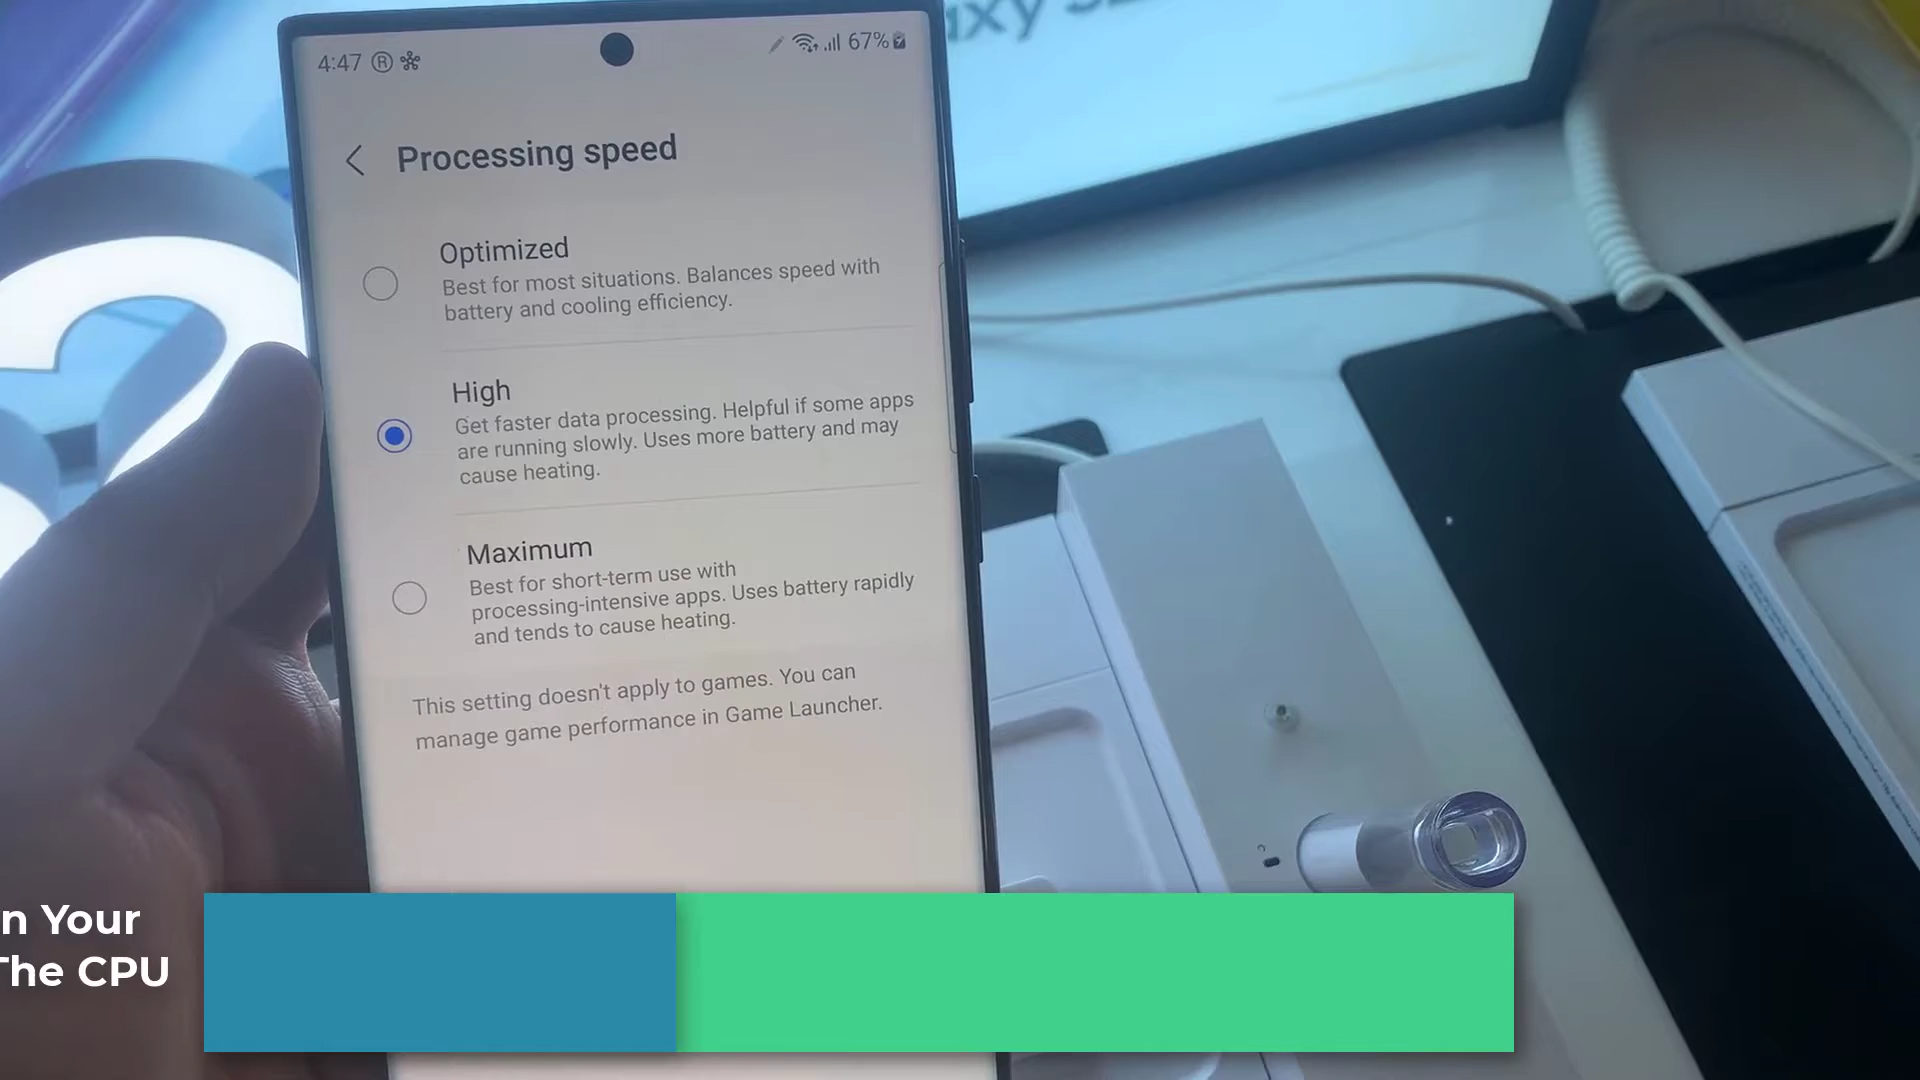 4:47 67%
Processing speed
Optimized
Best for most situations. Balances speed with
battery and cooling efficiency.
High
Get faster data processing. Helpful if some apps
are running slowly. Uses more battery and may
cause heating.
Maximum
Best for short-term use with
processing-intensive apps. Uses battery rapidly
and tends to cause heating.
This setting doesn't apply to games. You can
manage game performance in Game Launcher.
n Your
The CPU